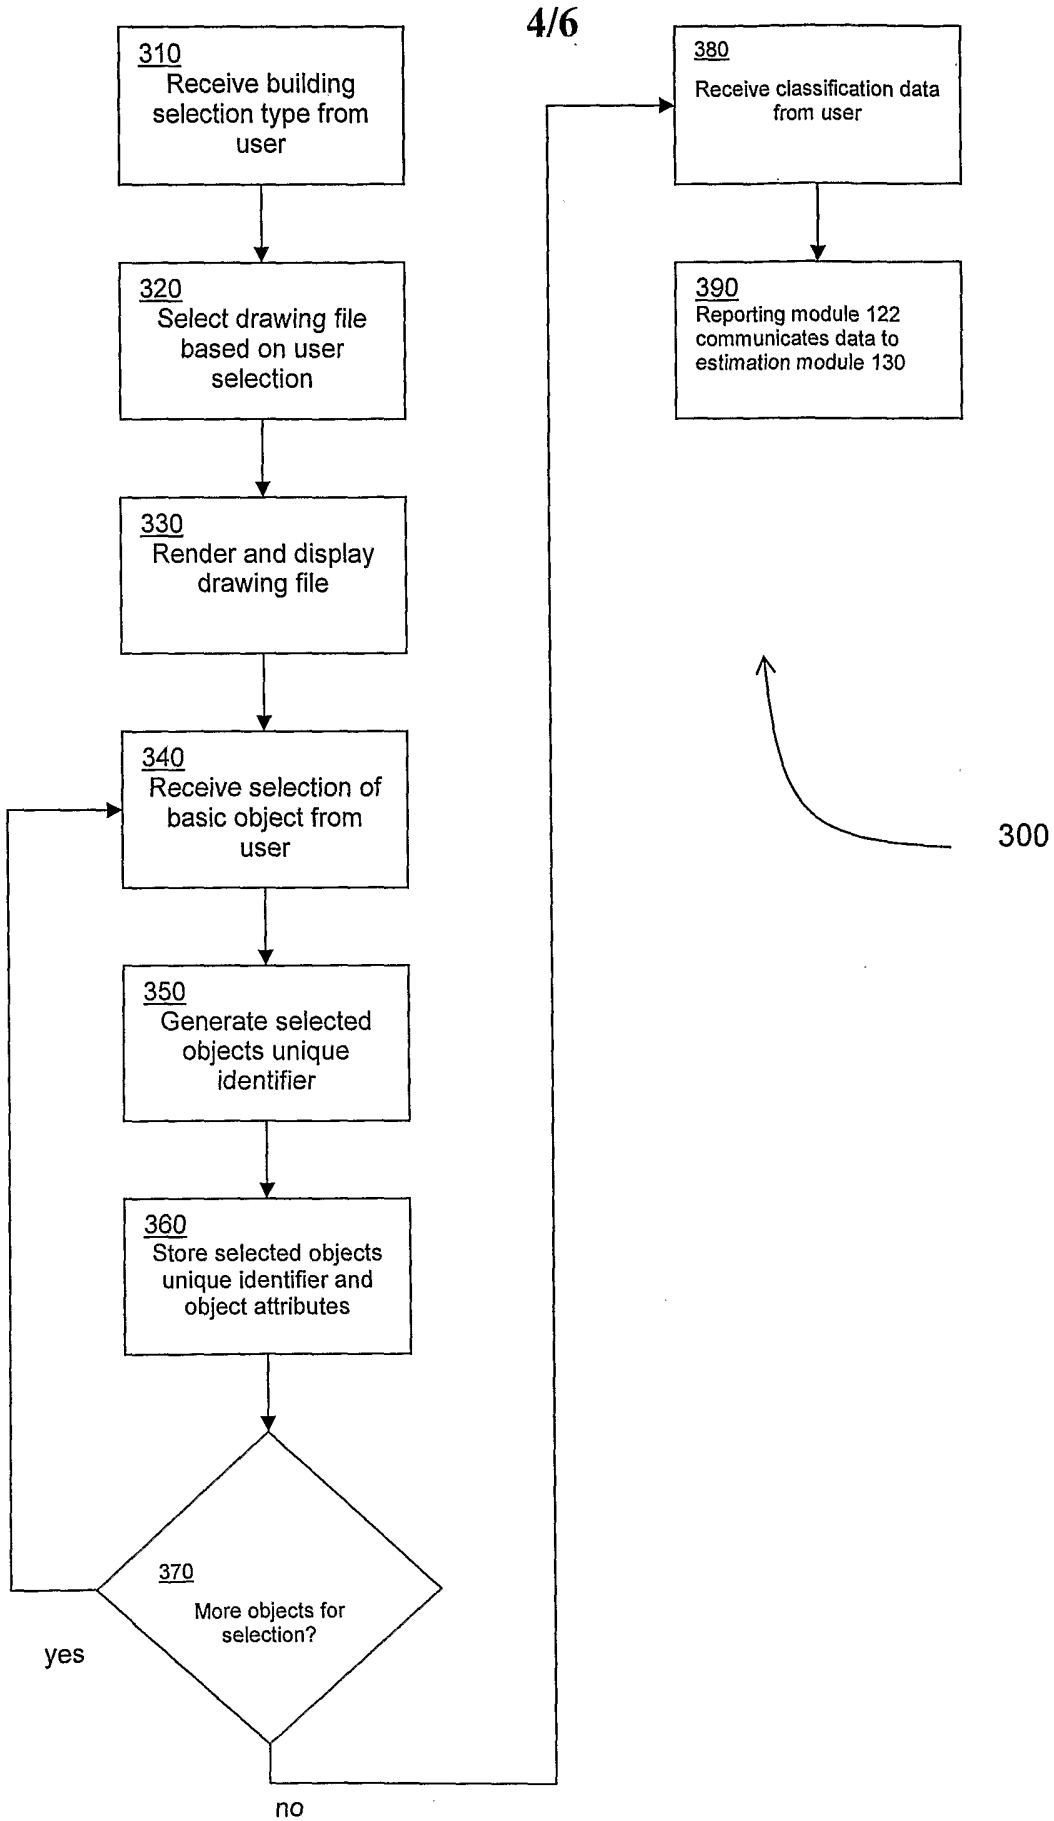 4/6
310
Receive building
selection type from
user
320
Select drawing file
based on user
selection
330
Render and display
drawing file
340
Receive selection of
basic object from
user
350
Generate selected
objects unique
identifier
360
Store selected objects
unique identifier and
object attributes
370
More objects for
selection?
yes
no
380
Receive classification data
from user
390
Reporting module 122
communicates data to
estimation module 130
300